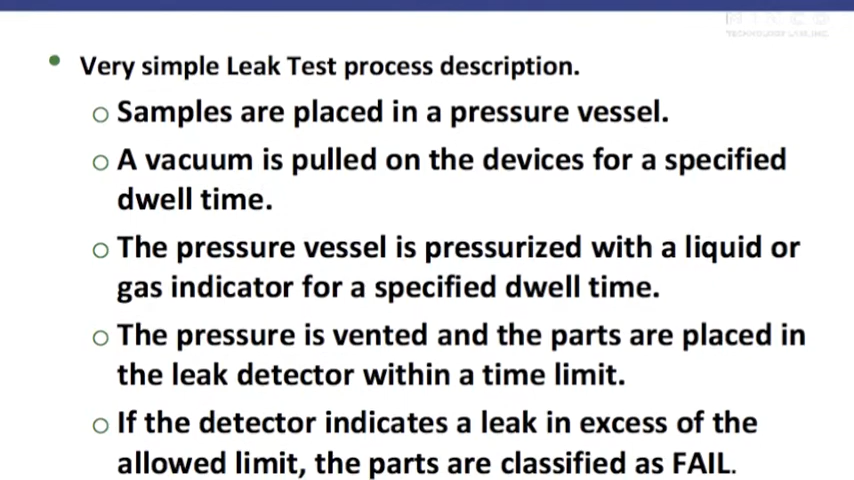 TECHNOLOGY LAB, INC.
• Very simple Leak Test process description.
o Samples are placed in a pressure vessel.
o A vacuum is pulled on the devices for a specified
dwell time.
o The pressure vessel is pressurized with a liquid or
gas indicator for a specified dwell time.
o The pressure is vented and the parts are placed in
the leak detector within a time limit.
o If the detector indicates a leak in excess of the
allowed limit, the parts are classified as FAIL.